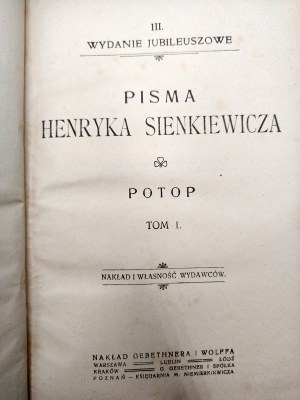 III.
WYDANIE JUBILEUSZOWE
PISMA
HENRYKA SIENKIEWICZA
POTOP
TOM I.
NAKŁAD I WŁASNOŚĆ WYDAWCÓW.
NAKŁAD GEBETHNERA I WOLFFA
WARSZAWA LUBLIN ŁÓDŹ
KRAKÓW G. GEBETHNER I SPÓŁKA
POZNAŃ – KSIĘGARNIA M. NIEMIERKIEWICZA